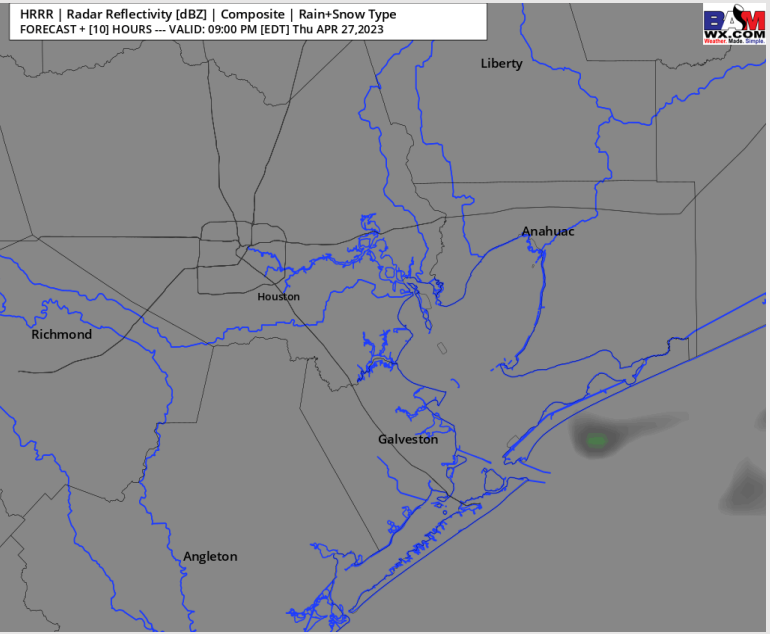 HRRR | Radar Reflectivity [dBZ] | Composite | Rain+Snow Type
FORECAST + [10] HOURS --- VALID: 09:00 PM [EDT] Thu APR 27,2023
BAM
WX.COM
Weather. Made. Simple.
Liberty
Anahuac
Houston
Richmond
Galveston
Angleton